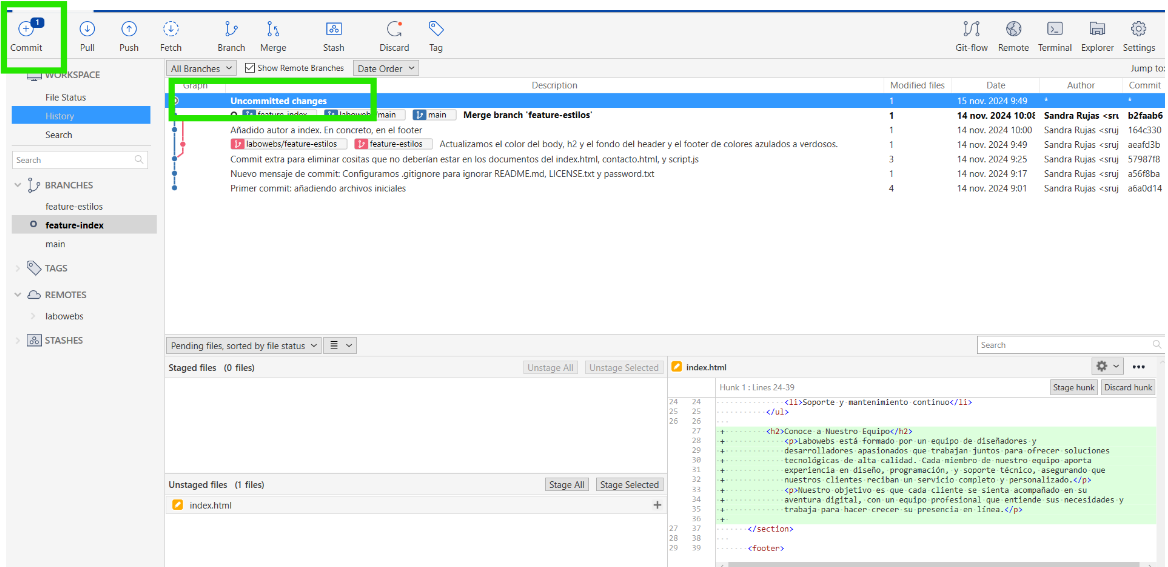 1
Commit Pull Push Fetch Branch Merge Stash Discard Tag Git-flow Remote Terminal Explorer Settings
WORKSPACE
File Status
History
Search
Search
BRANCHES
feature-estilos
feature-index
main
TAGS
REMOTES
labowebs
STASHES
All Branches Show Remote Branches Date Order Jump to:
Graph Description Modified files Date Author Commit
Uncommitted changes 1 15 nov. 2024 9:49 * *
feature-index main main Merge branch 'feature-estilos' 1 14 nov. 2024 10:08 Sandra Rujas <sruj b2faab6
Añadido autor a index. En concreto, en el footer 1 14 nov. 2024 10:00 Sandra Rujas <sruj 164c330
labowebs/feature-estilos feature-estilos Actualizamos el color del body, h2 y el fondo del header y el footer de colores azulados a verdosos. 1 14 nov. 2024 9:49 Sandra Rujas <sruj aeafd3b
Commit extra para eliminar cositas que no deberían estar en los documentos del index.html, contacto.html, y script.js 3 14 nov. 2024 9:25 Sandra Rujas <sruj 57987f8
Nuevo mensaje de commit: Configuramos .gitignore para ignorar README.md, LICENSE.txt y password.txt 1 14 nov. 2024 9:17 Sandra Rujas <sruj a56f8ba
Primer commit: añadiendo archivos iniciales 4 14 nov. 2024 9:01 Sandra Rujas <sruj a6a0d14
Pending files, sorted by file status Search
Staged files (0 files) Unstage All Unstage Selected
Unstaged files (1 files) Stage All Stage Selected
index.html
index.html
Hunk 1 : Lines 24-39 Stage hunk Discard hunk
24 24 <li>Soporte y mantenimiento continuo</li>
25 25 </ul>
26 26
27 + <h2>Conoce a Nuestro Equipo</h2>
28 + <p>Labowebs está formado por un equipo de diseñadores y
29 + desarrolladores apasionados que trabajan juntos para ofrecer soluciones
30 + tecnológicas de alta calidad. Cada miembro de nuestro equipo aporta
31 + experiencia en diseño, programación, y soporte técnico, asegurando que
32 + nuestros clientes reciban un servicio completo y personalizado.</p>
33 + <p>Nuestro objetivo es que cada cliente se sienta acompañado en su
34 + aventura digital, con un equipo profesional que entiende sus necesidades y
35 + trabaja para hacer crecer su presencia en línea.</p>
36 +
27 37 </section>
28 38
29 39 <footer>